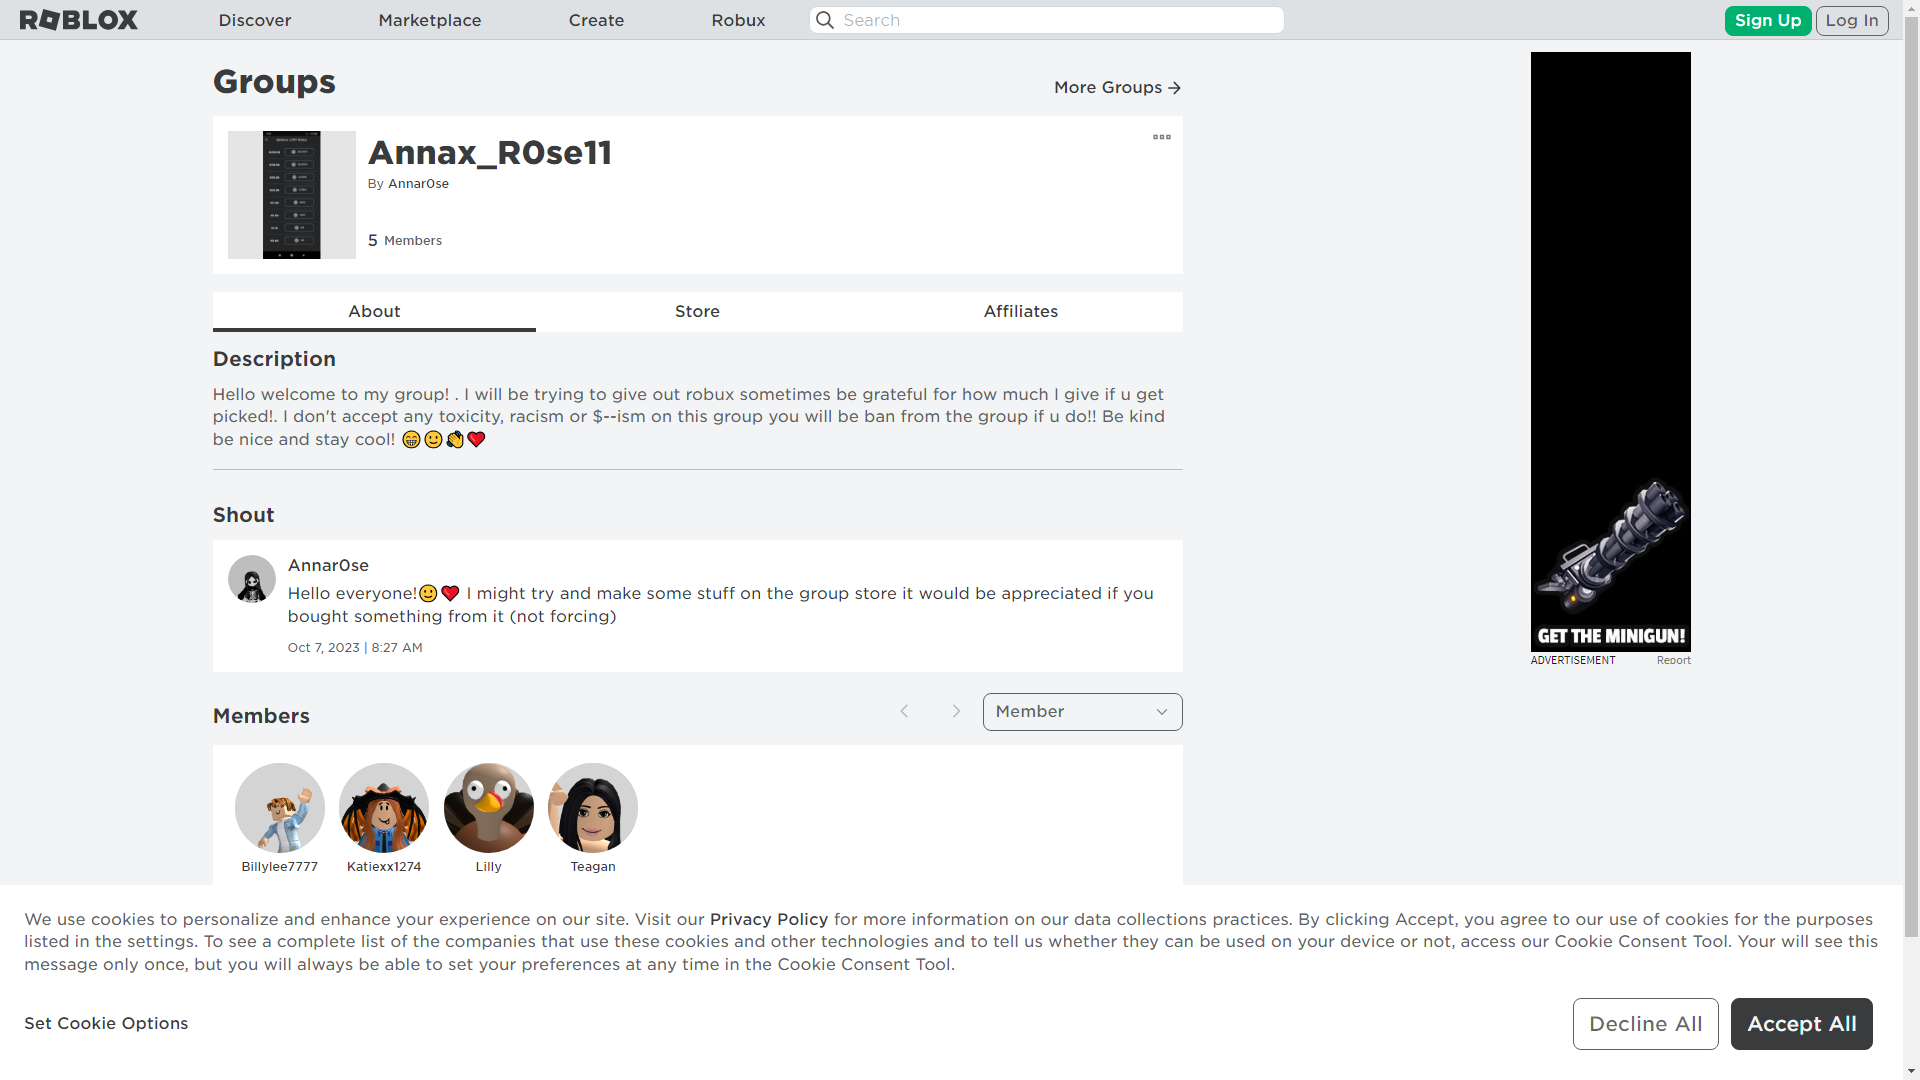 ROBLOX
Discover
Marketplace
Create
Robux
Search
Sign Up
Log In
Groups
More Groups
Annax_R0se11
By Annar0se
5 Members
About
Store
Affiliates
Description
Hello welcome to my group! . I will be trying to give out robux sometimes be grateful for how much I give if u get
picked!. I don't accept any toxicity, racism or $--ism on this group you will be ban from the group if u do!! Be kind
be nice and stay cool! 😁🙂👏❤️
Shout
Annar0se
Hello everyone!🙂❤️ I might try and make some stuff on the group store it would be appreciated if you
bought something from it (not forcing)
Oct 7, 2023 | 8:27 AM
GET THE MINIGUN!
ADVERTISEMENT
Report
Members
Member
Billylee7777
Katiexx1274
Lilly
Teagan
We use cookies to personalize and enhance your experience on our site. Visit our Privacy Policy for more information on our data collections practices. By clicking Accept, you agree to our use of cookies for the purposes
listed in the settings. To see a complete list of the companies that use these cookies and other technologies and to tell us whether they can be used on your device or not, access our Cookie Consent Tool. Your will see this
message only once, but you will always be able to set your preferences at any time in the Cookie Consent Tool.
Set Cookie Options
Decline All
Accept All